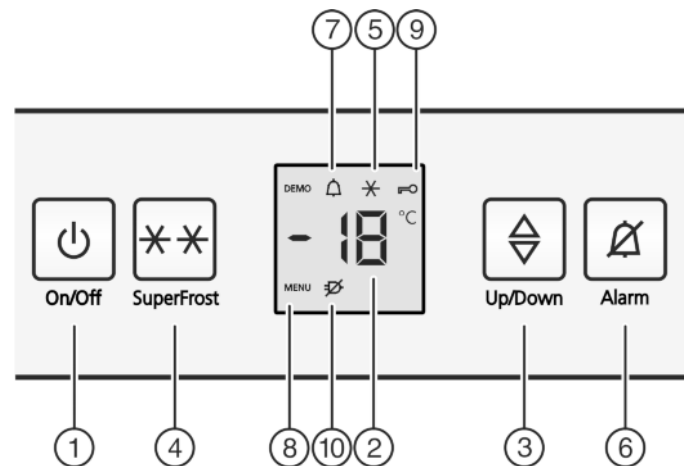 7 5 9
DEMO
-18 °C
MENU
On/Off SuperFrost Up/Down Alarm
1 4 8 10 2 3 6